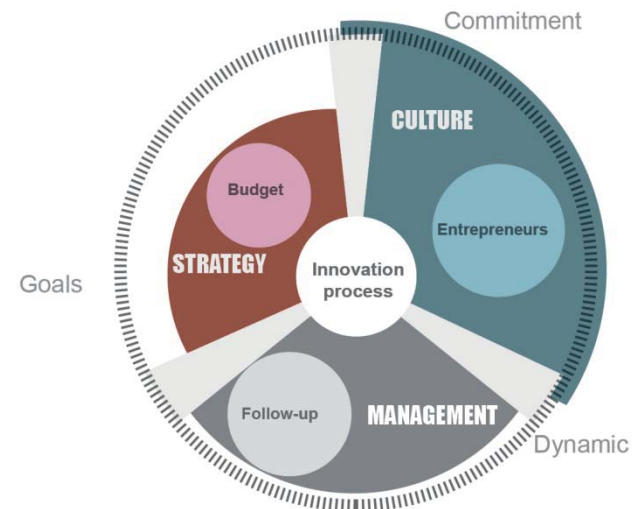 Commitment
CULTURE
Budget
Entrepreneurs
STRATEGY
Innovation
process
Goals
Follow-up
MANAGEMENT
Dynamic